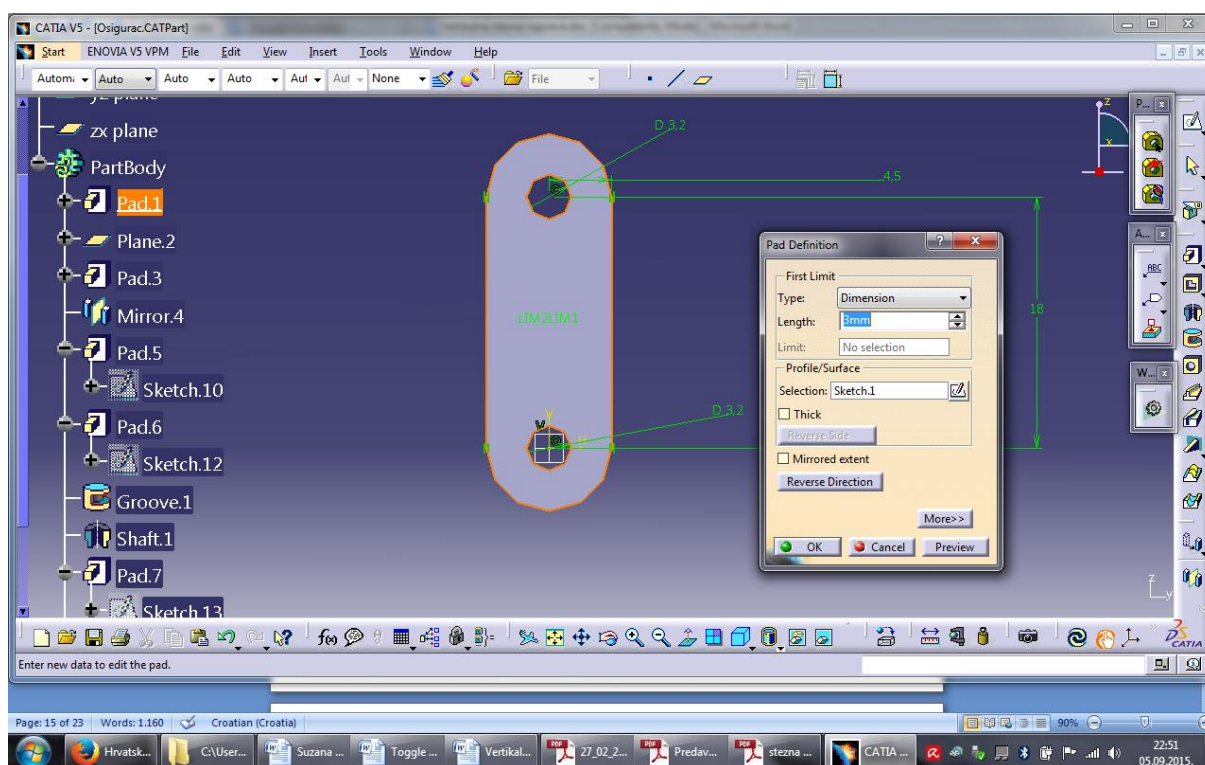 CATIA V5 - [Osigurac.CATPart]
Start ENOVIA V5 VPM File Edit View Insert Tools Window Help
Autom. Auto Auto Auto Aut Aut None File
zx plane
PartBody
Pad.1
Plane.2
Pad.3
Mirror.4
Pad.5
Sketch.10
Pad.6
Sketch.12
Groove.1
Shaft.1
Pad.7
Sketch.13
D 3,2
4,5
18
LIM2LIM1
D 3,2
V
Y
H
z
x
P...
A...
ABC
W...
Pad Definition
First Limit
Type: Dimension
Length: 3mm
Limit: No selection
Profile/Surface
Selection: Sketch.1
Thick
Reverse Side
Mirrored extent
Reverse Direction
More>>
OK Cancel Preview
z
y
f(x)
CATIA
Enter new data to edit the pad.
Page: 15 of 23 Words: 1.160 Croatian (Croatia) 90%
Hrvatsk... C:\User... Suzana ... Toggle ... Vertikal... 27_02_2... Predav... stezna ... CATIA ... 22:51
05.09.2015.